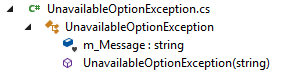 C# UnavailableOptionException.cs
UnavailableOptionException
m_Message : string
UnavailableOptionException(string)